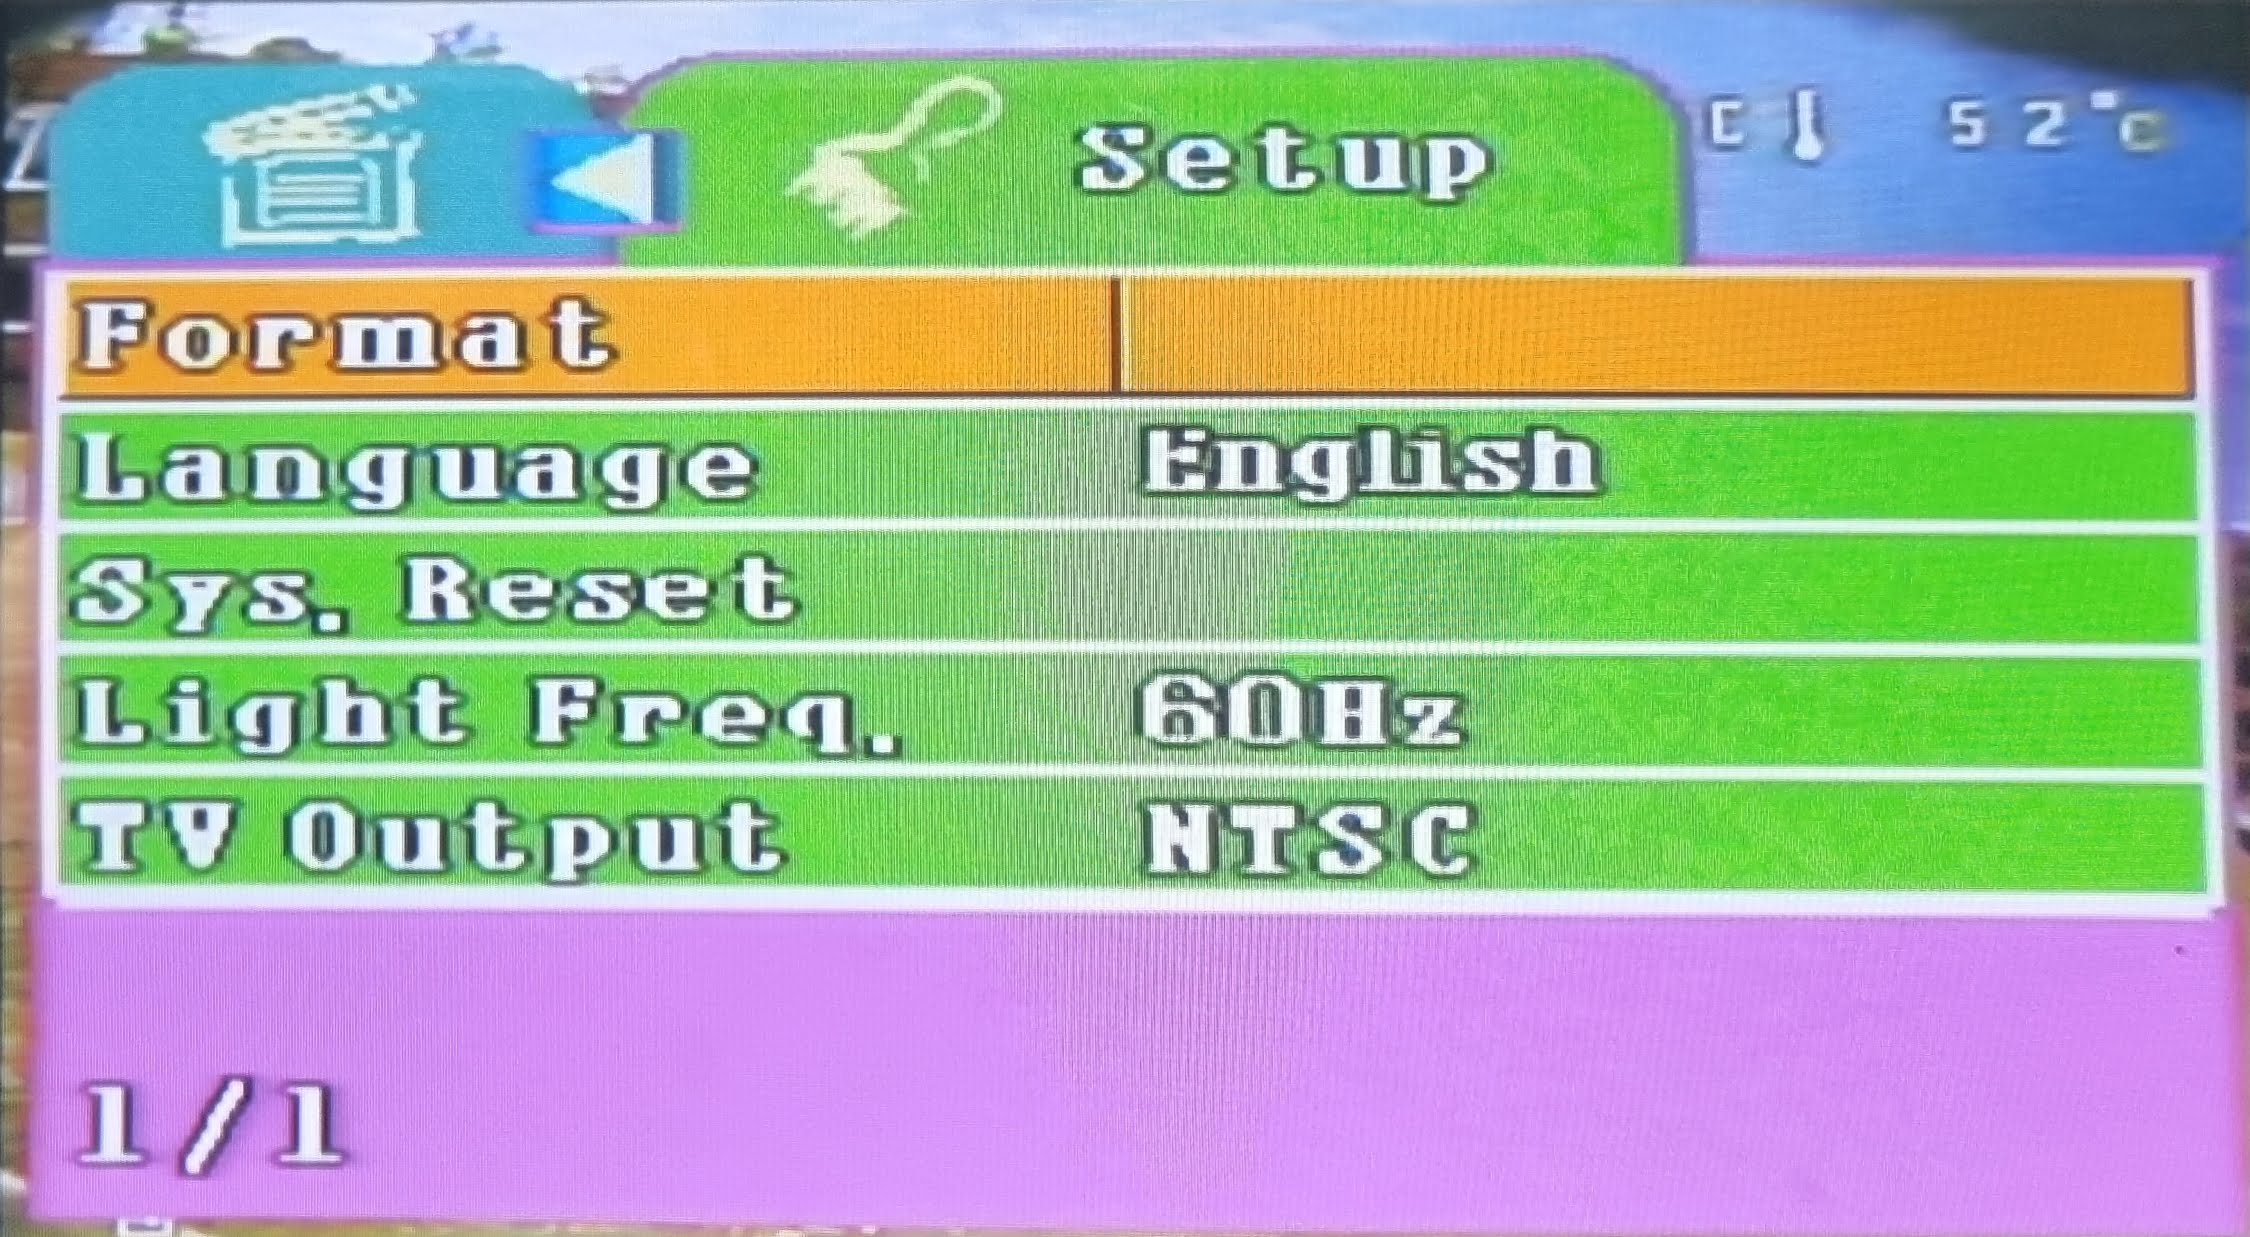 Setup
C 52°C
Format
Language English
Sys. Reset
Light Freq. 60Hz
TV Output NTSC
1/1